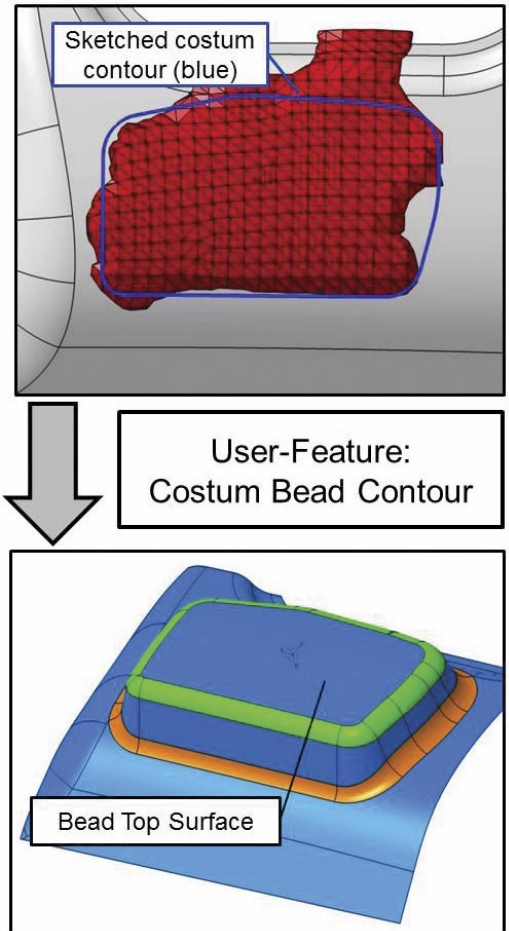 Sketched costum
contour (blue)
User-Feature:
Costum Bead Contour
Bead Top Surface